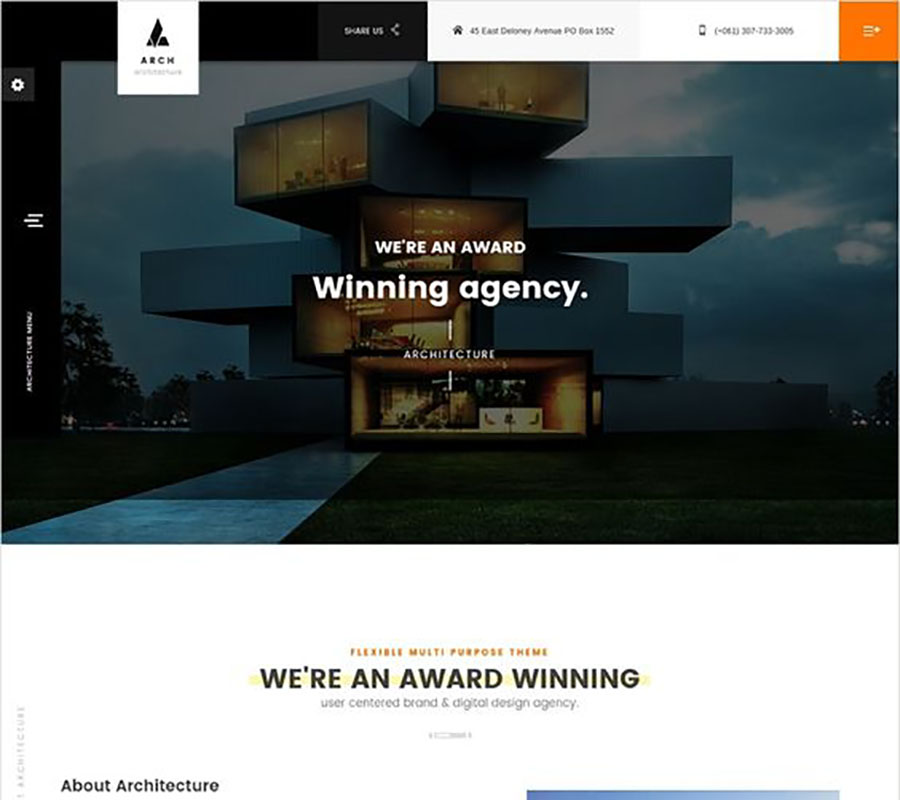 SHARE US
45 East Deloney Avenue PO Box 1552
(+061) 307-733-3005
ARCH
architecture
WE'RE AN AWARD
Winning agency.
ARCHITECTURE
ARCHITECTURE MENU
FLEXIBLE MULTI PURPOSE THEME
WE'RE AN AWARD WINNING
user centered brand & digital design agency.
ARCHITECTURE
About Architecture